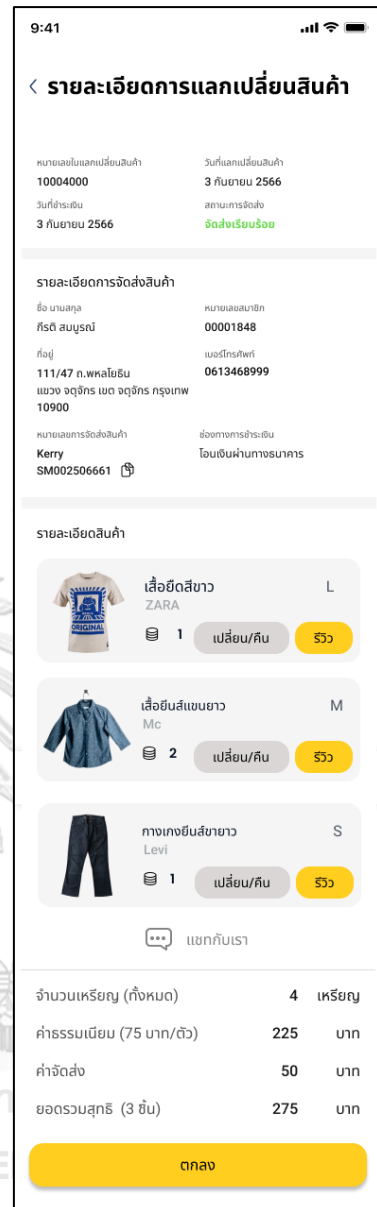 9:41
รายละเอียดการแลกเปลี่ยนสินค้า
หมายเลขใบแลกเปลี่ยนสินค้า วันที่แลกเปลี่ยนสินค้า
10004000 3 กันยายน 2566
วันที่ชำระเงิน สถานะการจัดส่ง
3 กันยายน 2566 จัดส่งเรียบร้อย
รายละเอียดการจัดส่งสินค้า
ชื่อ นามสกุล หมายเลขสมาชิก
กีรติ สมบูรณ์ 00001848
ที่อยู่ เบอร์โทรศัพท์
111/47 ถ.พหลโยธิน 0613468999
แขวง จตุจักร เขต จตุจักร กรุงเทพ
10900
หมายเลขการจัดส่งสินค้า ช่องทางการชำระเงิน
Kerry โอนเงินผ่านทางธนาคาร
SM002506661
รายละเอียดสินค้า
เสื้อยืดสีขาว L
ZARA
ORIGINAL
1 เปลี่ยน/คืน รีวิว
เสื้อยีนส์แขนยาว M
Mc
2 เปลี่ยน/คืน รีวิว
กางเกงยีนส์ขายาว S
Levi
1 เปลี่ยน/คืน รีวิว
แชทกับเรา
จำนวนเหรียญ (ทั้งหมด) 4 เหรียญ
ค่าธรรมเนียม (75 บาท/ตัว) 225 บาท
ค่าจัดส่ง 50 บาท
ยอดรวมสุทธิ (3 ชิ้น) 275 บาท
ตกลง